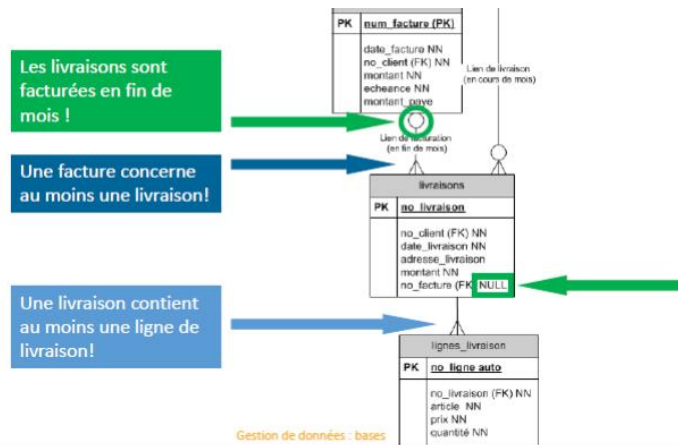 PK num_facture (PK)
date_facture NN
no_client (FK) NN
montant NN
echeance NN
montant_paye
Les livraisons sont
facturées en fin de
mois !
Lien de livraison
(en cours de mois)
Lien de facturation
(en fin de mois)
Une facture concerne
au moins une livraison!
livraisons
PK no_livraison
no_client (FK) NN
date_livraison NN
adresse_livraison
montant NN
no_facture (FK NULL
Une livraison contient
au moins une ligne de
livraison!
lignes_livraison
PK no_ligne auto
no_livraison (FK) NN
article NN
prix NN
quantité NN
Gestion de données : bases